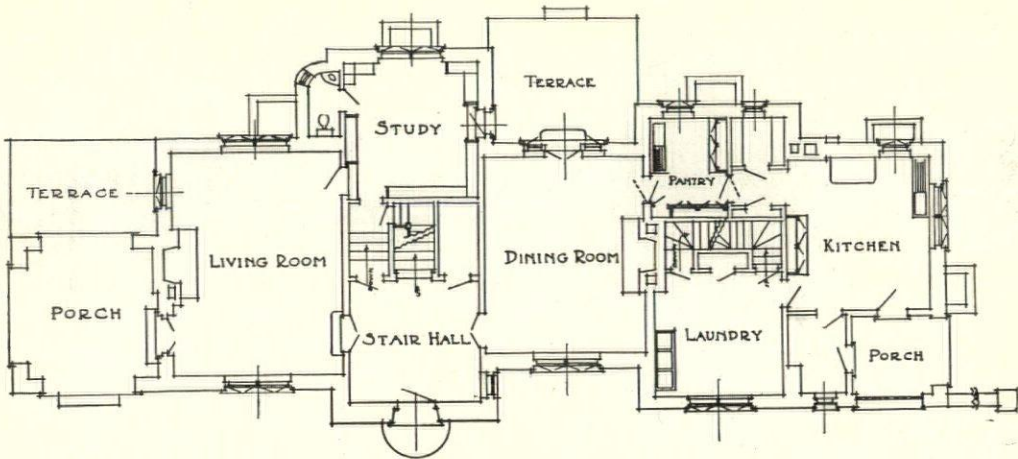 TERRACE
STUDY
PANTRY
TERRACE
LIVING ROOM
DINING ROOM
KITCHEN
PORCH
STAIR HALL
LAUNDRY
PORCH